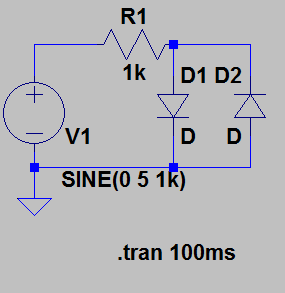 R1
1k
D1 D2
V1
D D
SINE(0 5 1k)
.tran 100ms